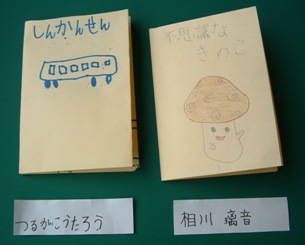 しんかんせん
不思議な
きのこ
つるがこうたろう
相川 璃音